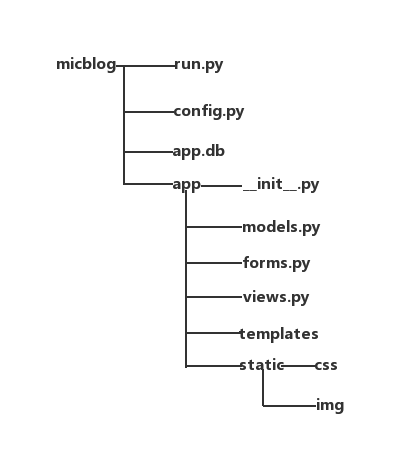 micblog run.py
config.py
app.db
app __init__.py
models.py
forms.py
views.py
templates
static css
img